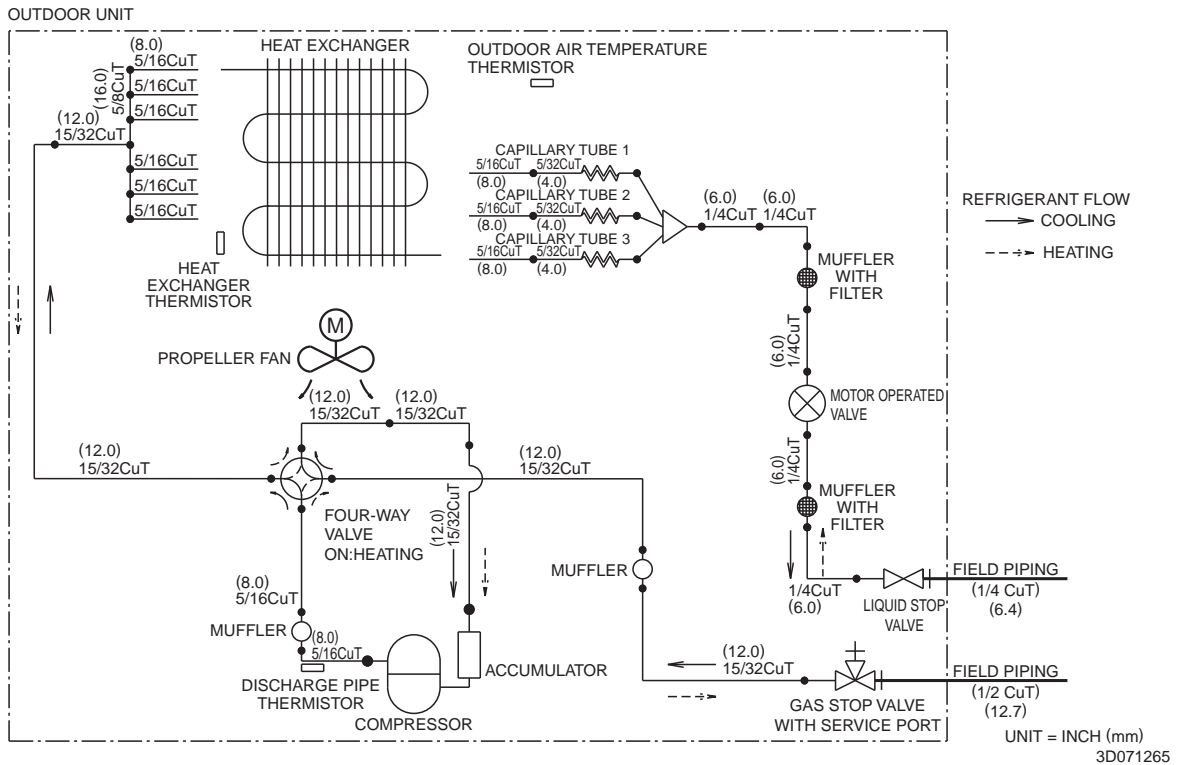 OUTDOOR UNIT
(8.0)
5/16CuT
5/16CuT
5/16CuT
5/16CuT
5/16CuT
5/16CuT
(16.0)
5/8CuT
(12.0)
15/32CuT
HEAT EXCHANGER
HEAT
EXCHANGER
THERMISTOR
OUTDOOR AIR TEMPERATURE
THERMISTOR
CAPILLARY TUBE 1
5/16CuT 5/32CuT
(8.0) (4.0)
CAPILLARY TUBE 2
5/16CuT 5/32CuT
(8.0) (4.0)
CAPILLARY TUBE 3
5/16CuT 5/32CuT
(8.0) (4.0)
(6.0) (6.0)
1/4CuT 1/4CuT
REFRIGERANT FLOW
COOLING
HEATING
MUFFLER
WITH
FILTER
(6.0)
1/4CuT
MOTOR OPERATED
VALVE
(6.0)
1/4CuT
MUFFLER
WITH
FILTER
M
PROPELLER FAN
(12.0) (12.0)
15/32CuT 15/32CuT
(12.0)
15/32CuT
(12.0)
15/32CuT
FOUR-WAY
VALVE
ON:HEATING
(12.0)
15/32CuT
MUFFLER
1/4CuT
(6.0)
LIQUID STOP
VALVE
FIELD PIPING
(1/4 CuT)
(6.4)
(8.0)
5/16CuT
MUFFLER
(8.0)
5/16CuT
DISCHARGE PIPE
THERMISTOR
COMPRESSOR
ACCUMULATOR
(12.0)
15/32CuT
GAS STOP VALVE
WITH SERVICE PORT
FIELD PIPING
(1/2 CuT)
(12.7)
UNIT = INCH (mm)
3D071265